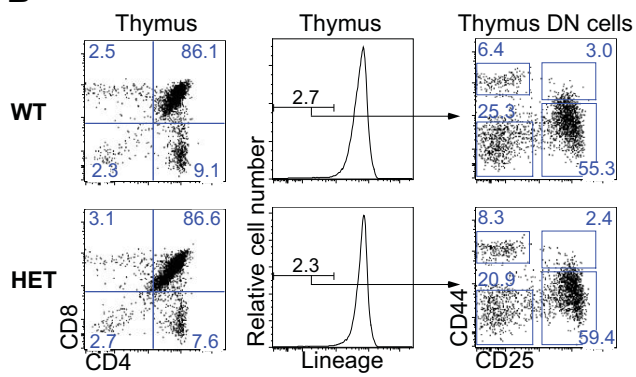 Thymus
Thymus
Thymus DN cells
WT
2.5
86.1
2.3
9.1
2.7
6.4
3.0
25.3
55.3
HET
3.1
86.6
2.7
7.6
2.3
8.3
2.4
20.9
59.4
CD8
CD4
Relative cell number
Lineage
CD44
CD25